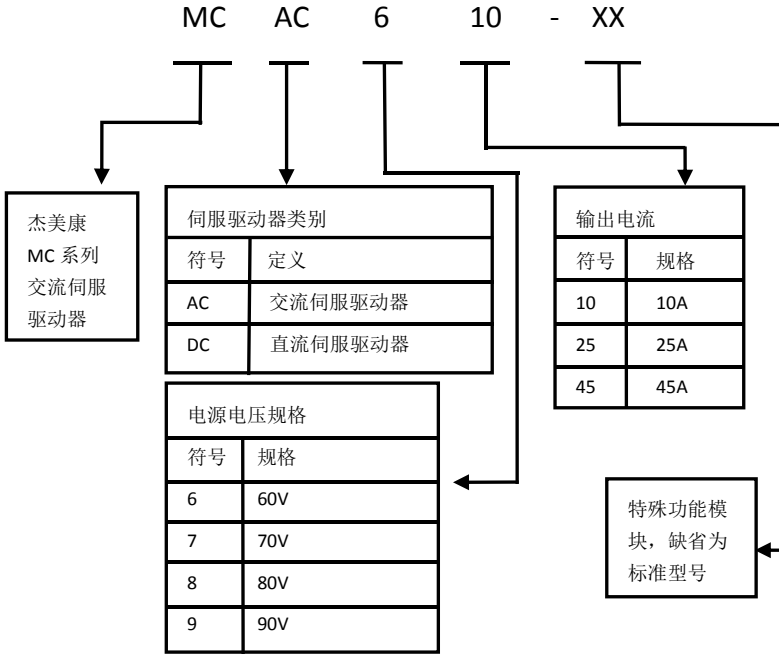 MC AC 6 10 - XX
杰美康
MC 系列
交流伺服
驱动器
伺服驱动器类别
符号 定义
AC 交流伺服驱动器
DC 直流伺服驱动器
输出电流
符号 规格
10 10A
25 25A
45 45A
电源电压规格
符号 规格
6 60V
7 70V
8 80V
9 90V
特殊功能模
块，缺省为
标准型号